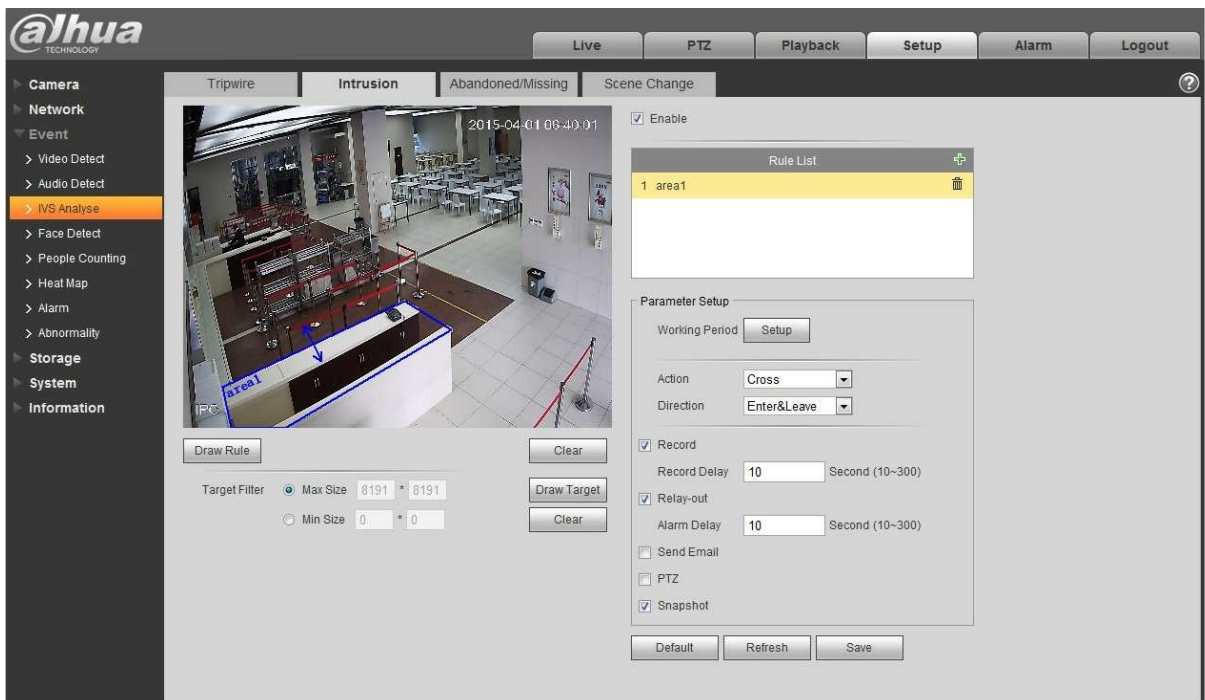 alhua
TECHNOLOGY
Live PTZ Playback Setup Alarm Logout
Camera
Network
Event
> Video Detect
> Audio Detect
> IVS Analyse
> Face Detect
> People Counting
> Heat Map
> Alarm
> Abnormality
Storage
System
Information
Tripwire Intrusion Abandoned/Missing Scene Change ?
2015-04-01 06:40:01
area1
IPC
Draw Rule Clear
Target Filter Max Size 8191 * 8191 Draw Target
Min Size 0 * 0 Clear
Enable
Rule List
1 area1
Parameter Setup
Working Period Setup
Action Cross
Direction Enter&Leave
Record
Record Delay 10 Second (10~300)
Relay-out
Alarm Delay 10 Second (10~300)
Send Email
PTZ
Snapshot
Default Refresh Save